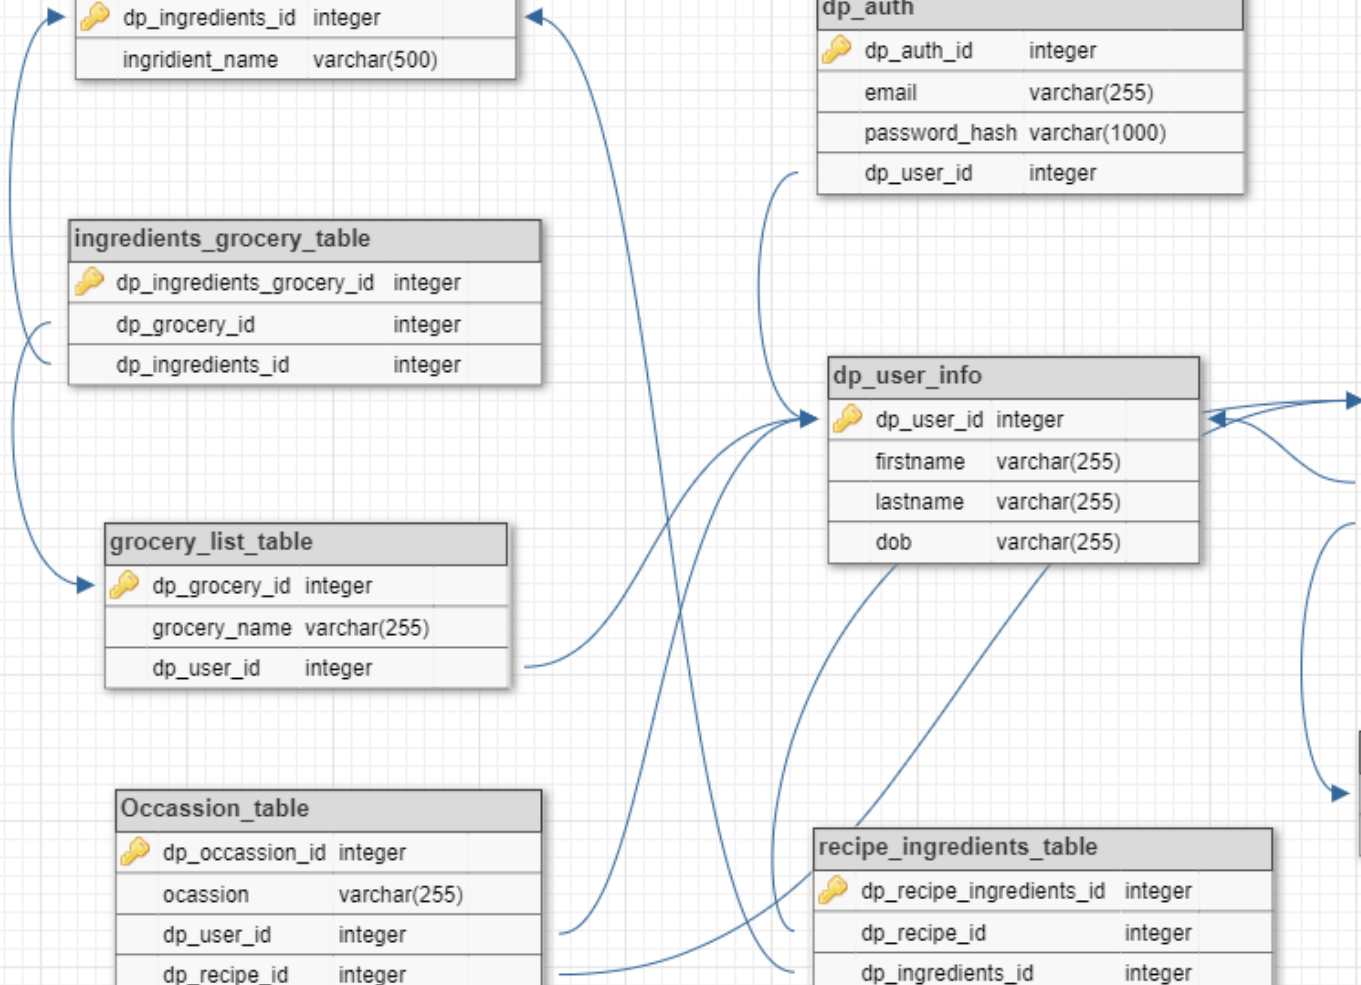 dp_ingredients_id integer
ingridient_name varchar(500)
dp_auth
dp_auth_id integer
email varchar(255)
password_hash varchar(1000)
dp_user_id integer
ingredients_grocery_table
dp_ingredients_grocery_id integer
dp_grocery_id integer
dp_ingredients_id integer
dp_user_info
dp_user_id integer
firstname varchar(255)
lastname varchar(255)
dob varchar(255)
grocery_list_table
dp_grocery_id integer
grocery_name varchar(255)
dp_user_id integer
Occassion_table
dp_occassion_id integer
ocassion varchar(255)
dp_user_id integer
dp_recipe_id integer
recipe_ingredients_table
dp_recipe_ingredients_id integer
dp_recipe_id integer
dp_ingredients_id integer